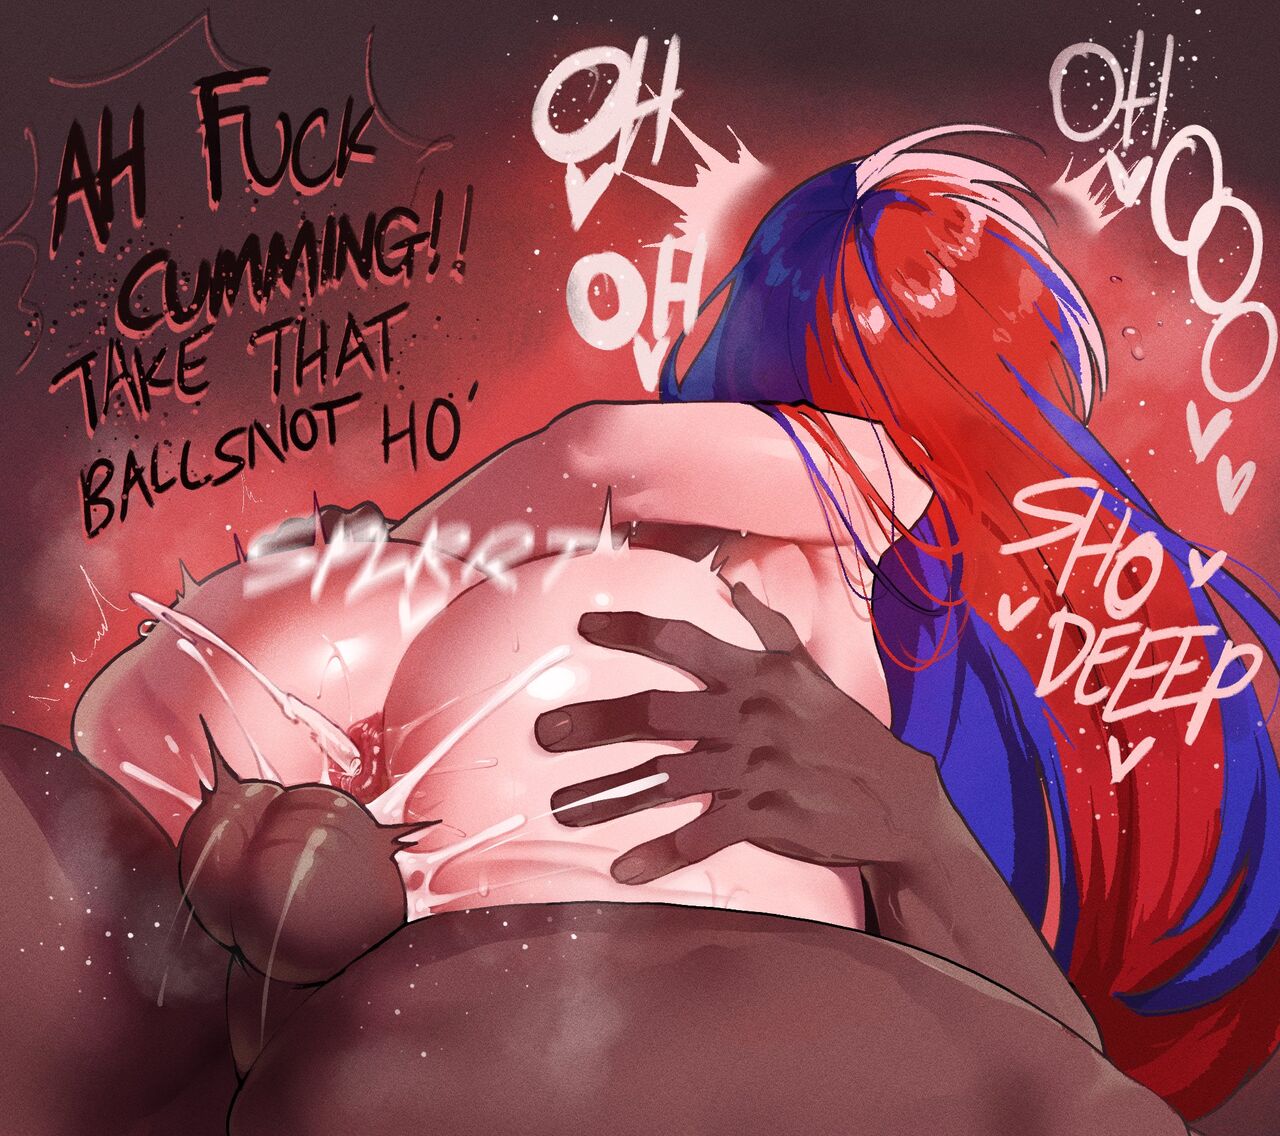 AH FUCK
CUMMING!!
TAKE THAT
BALLSNOT HO'
OH
OH
OH
OOOO
SHO
DEEEP